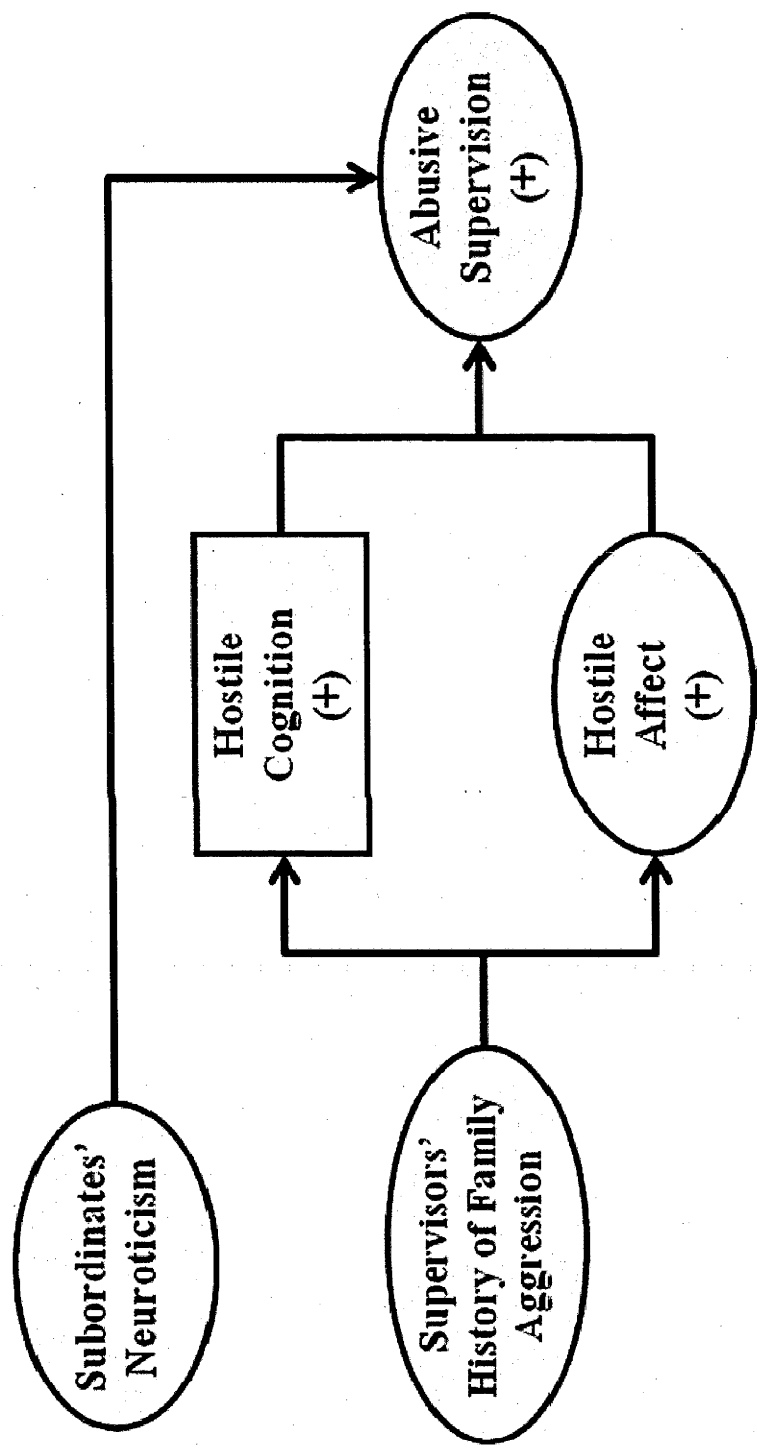 Subordinates’
Neuroticism
Supervisors’
History of Family
Aggression
Hostile
Cognition
(+)
Hostile
Affect
(+)
Abusive
Supervision
(+)